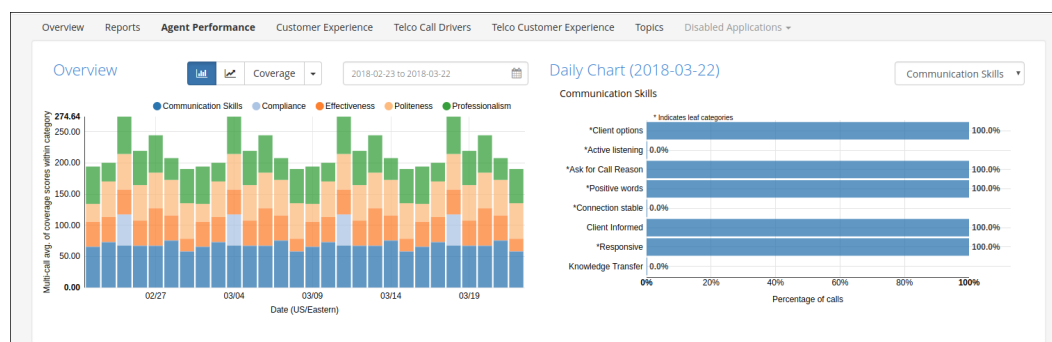 Overview Reports Agent Performance Customer Experience Telco Call Drivers Telco Customer Experience Topics Disabled Applications
Overview
Coverage
2018-02-23 to 2018-03-22
Communication Skills Compliance Effectiveness Politeness Professionalism
Multi-call avg. of coverage scores within category
274.64
250.00
200.00
150.00
100.00
50.00
0.00
02/27 03/04 03/09 03/14 03/19
Date (US/Eastern)
Daily Chart (2018-03-22)
Communication Skills
Communication Skills
* Indicates leaf categories
*Client options 100.0%
*Active listening 0.0%
*Ask for Call Reason 100.0%
*Positive words 100.0%
*Connection stable 0.0%
Client Informed 100.0%
*Responsive 100.0%
Knowledge Transfer 0.0%
0% 20% 40% 60% 80% 100%
Percentage of calls